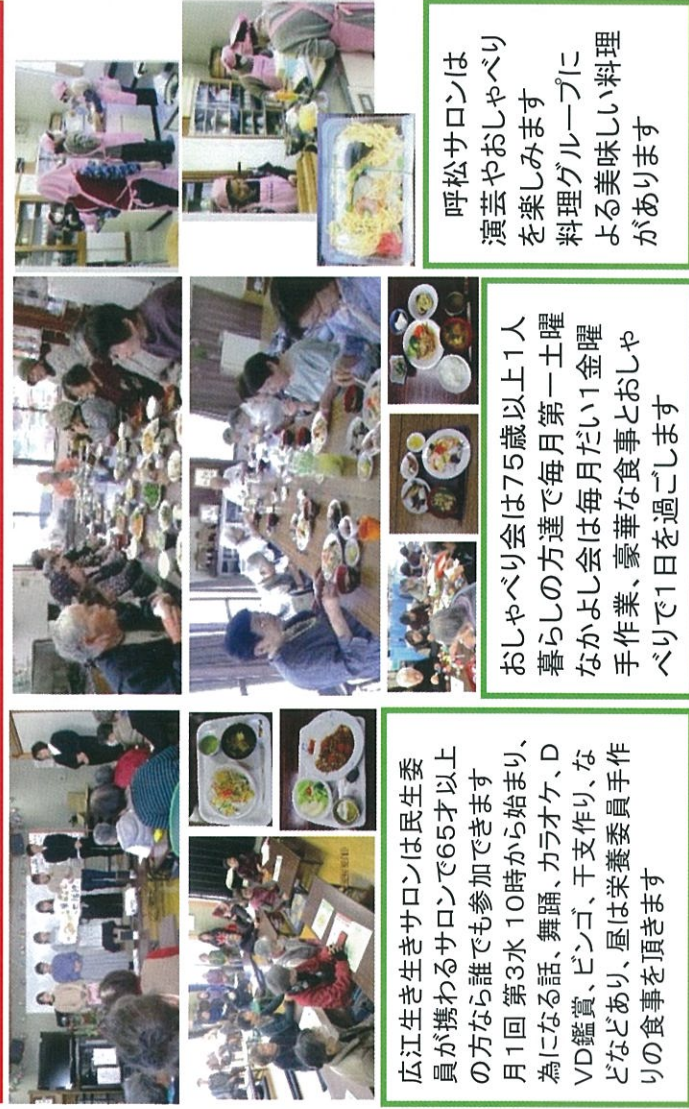 広江生き生きサロンは民生委
員が携わるサロンで65才以上
の方なら誰でも参加できます
月1回 第3水 10時から始まり、
為になる話、舞踊、カラオケ、D
VD鑑賞、ビンゴ、干支作り、な
どなどあり、昼は栄養委員手作
りの食事を頂きます
おしゃべり会は75歳以上1人
暮らしの方達で毎月第一土曜
なかよし会は毎月だい1金曜
手作業、豪華な食事とおしゃ
べりで1日を過ごします
呼松サロンは
演芸やおしゃべり
を楽しみます
料理グループに
よる美味しい料理
があります